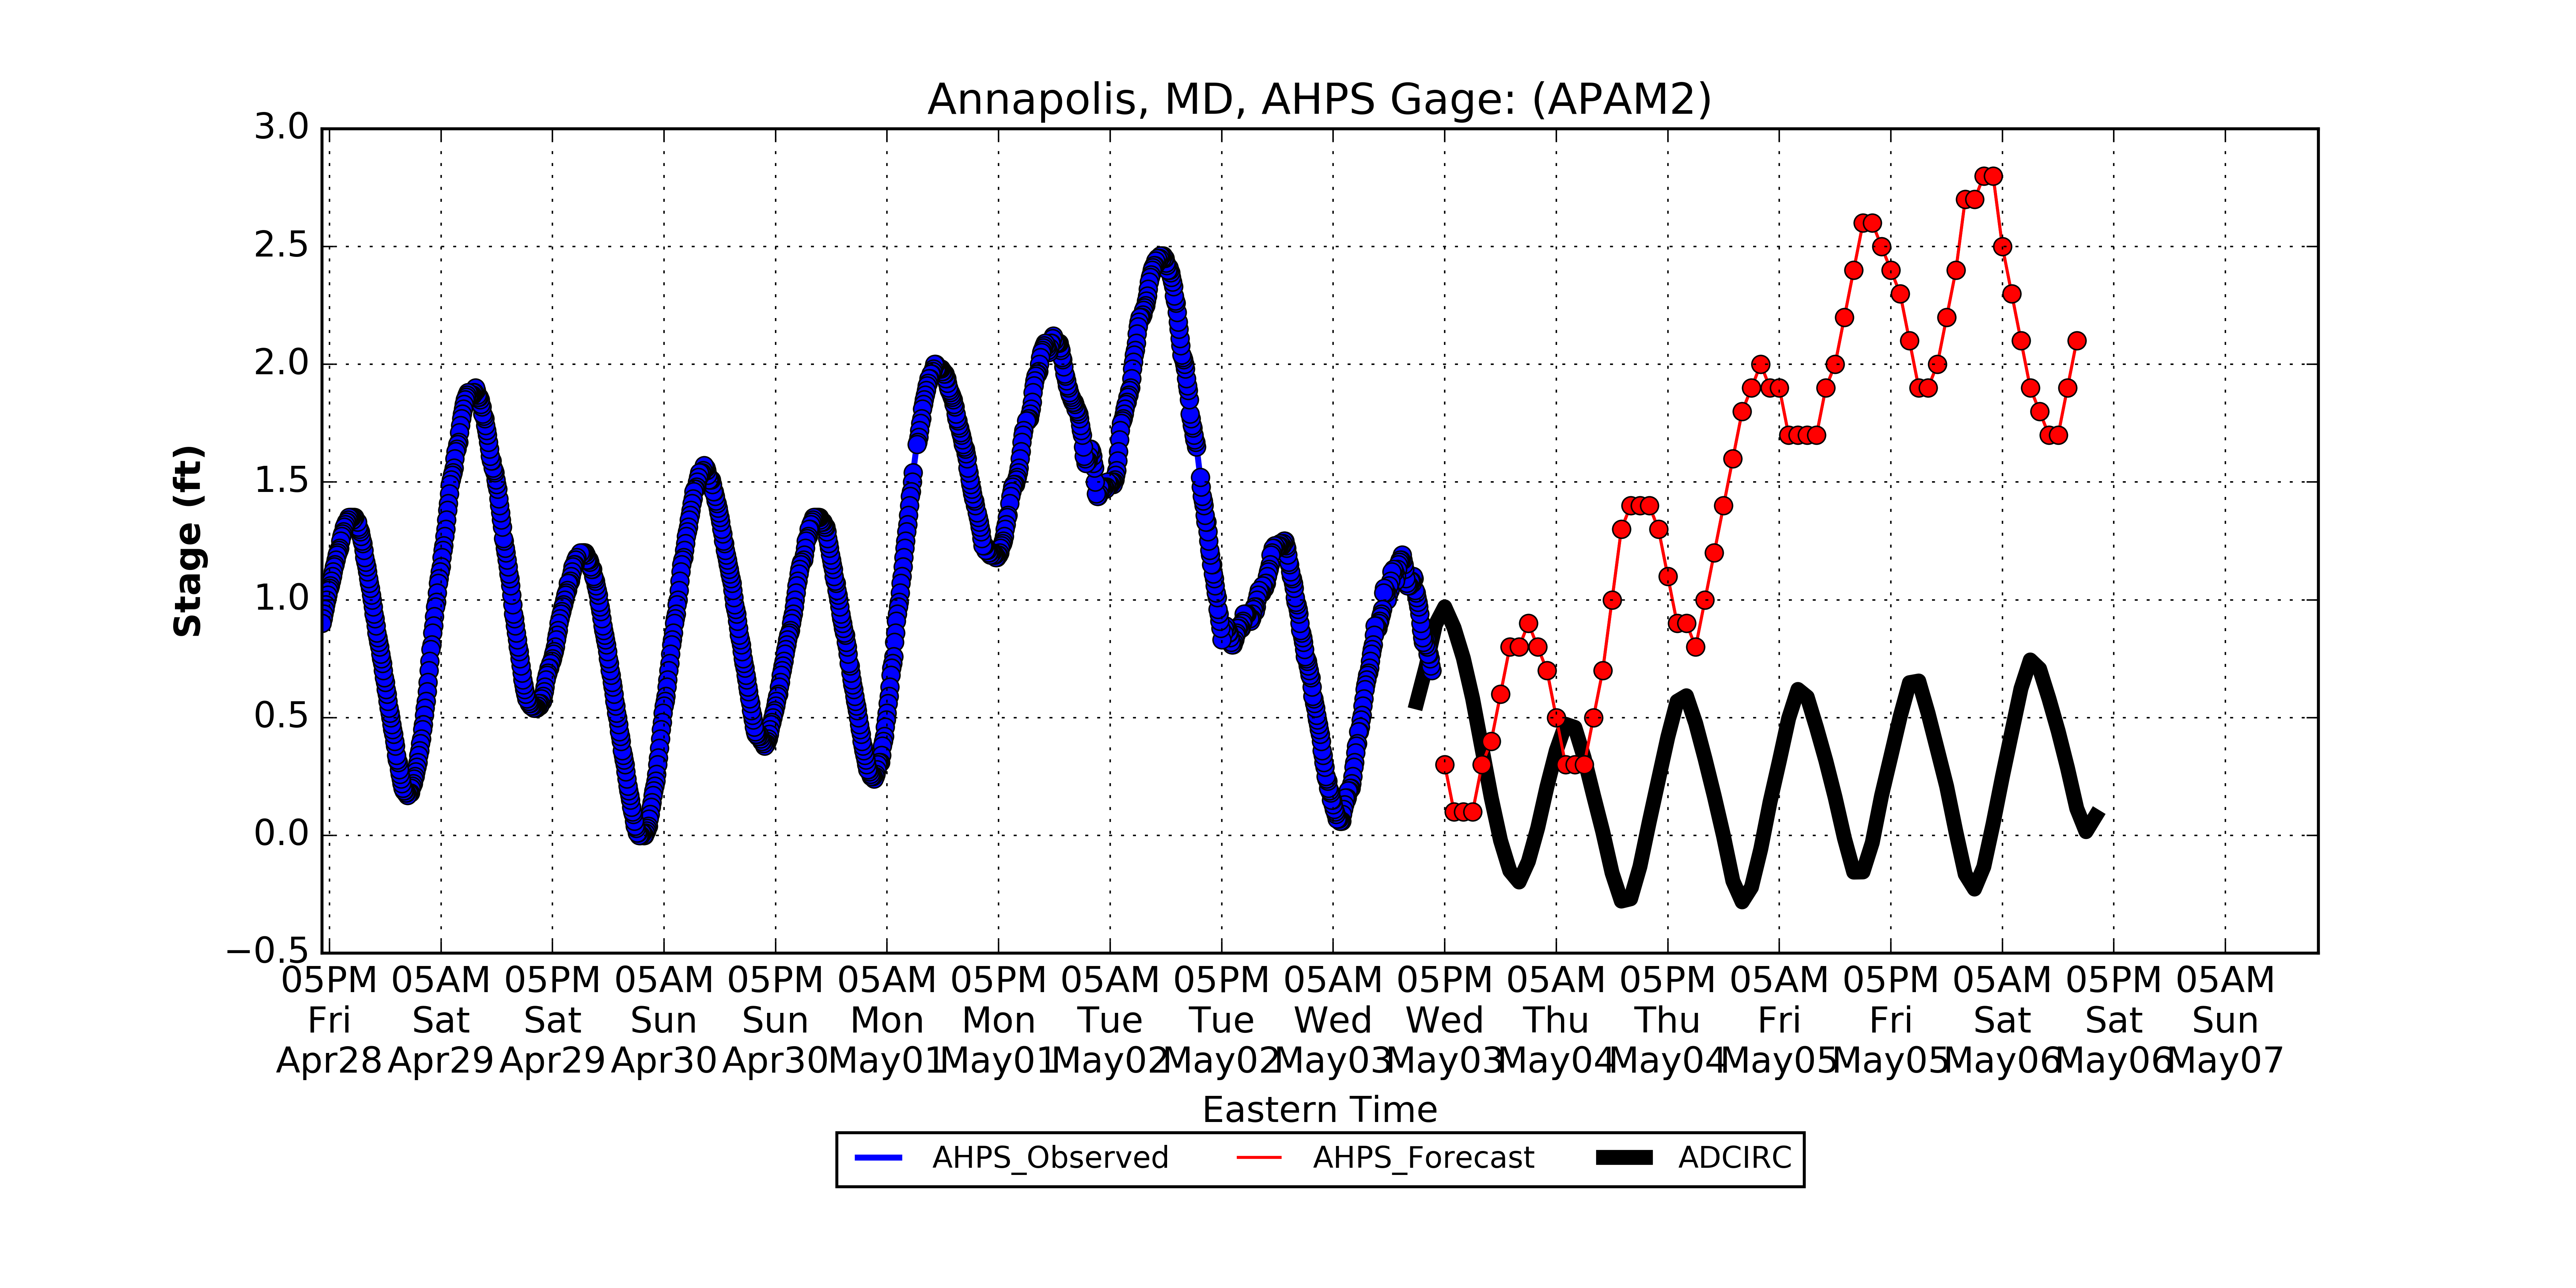 Annapolis, MD, AHPS Gage: (APAM2)
Stage (ft)
3.0
2.5
2.0
1.5
1.0
0.5
0.0
−0.5
05PM 05AM 05PM 05AM 05PM 05AM 05PM 05AM 05PM 05AM 05PM 05AM 05PM 05AM 05PM 05AM 05PM 05AM
Fri Sat Sat Sun Sun Mon Mon Tue Tue Wed Wed Thu Thu Fri Fri Sat Sat Sun
Apr28 Apr29 Apr29 Apr30 Apr30 May01 May01 May02 May02 May03 May03 May04 May04 May05 May05 May06 May06 May07
Eastern Time
AHPS_Observed AHPS_Forecast ADCIRC